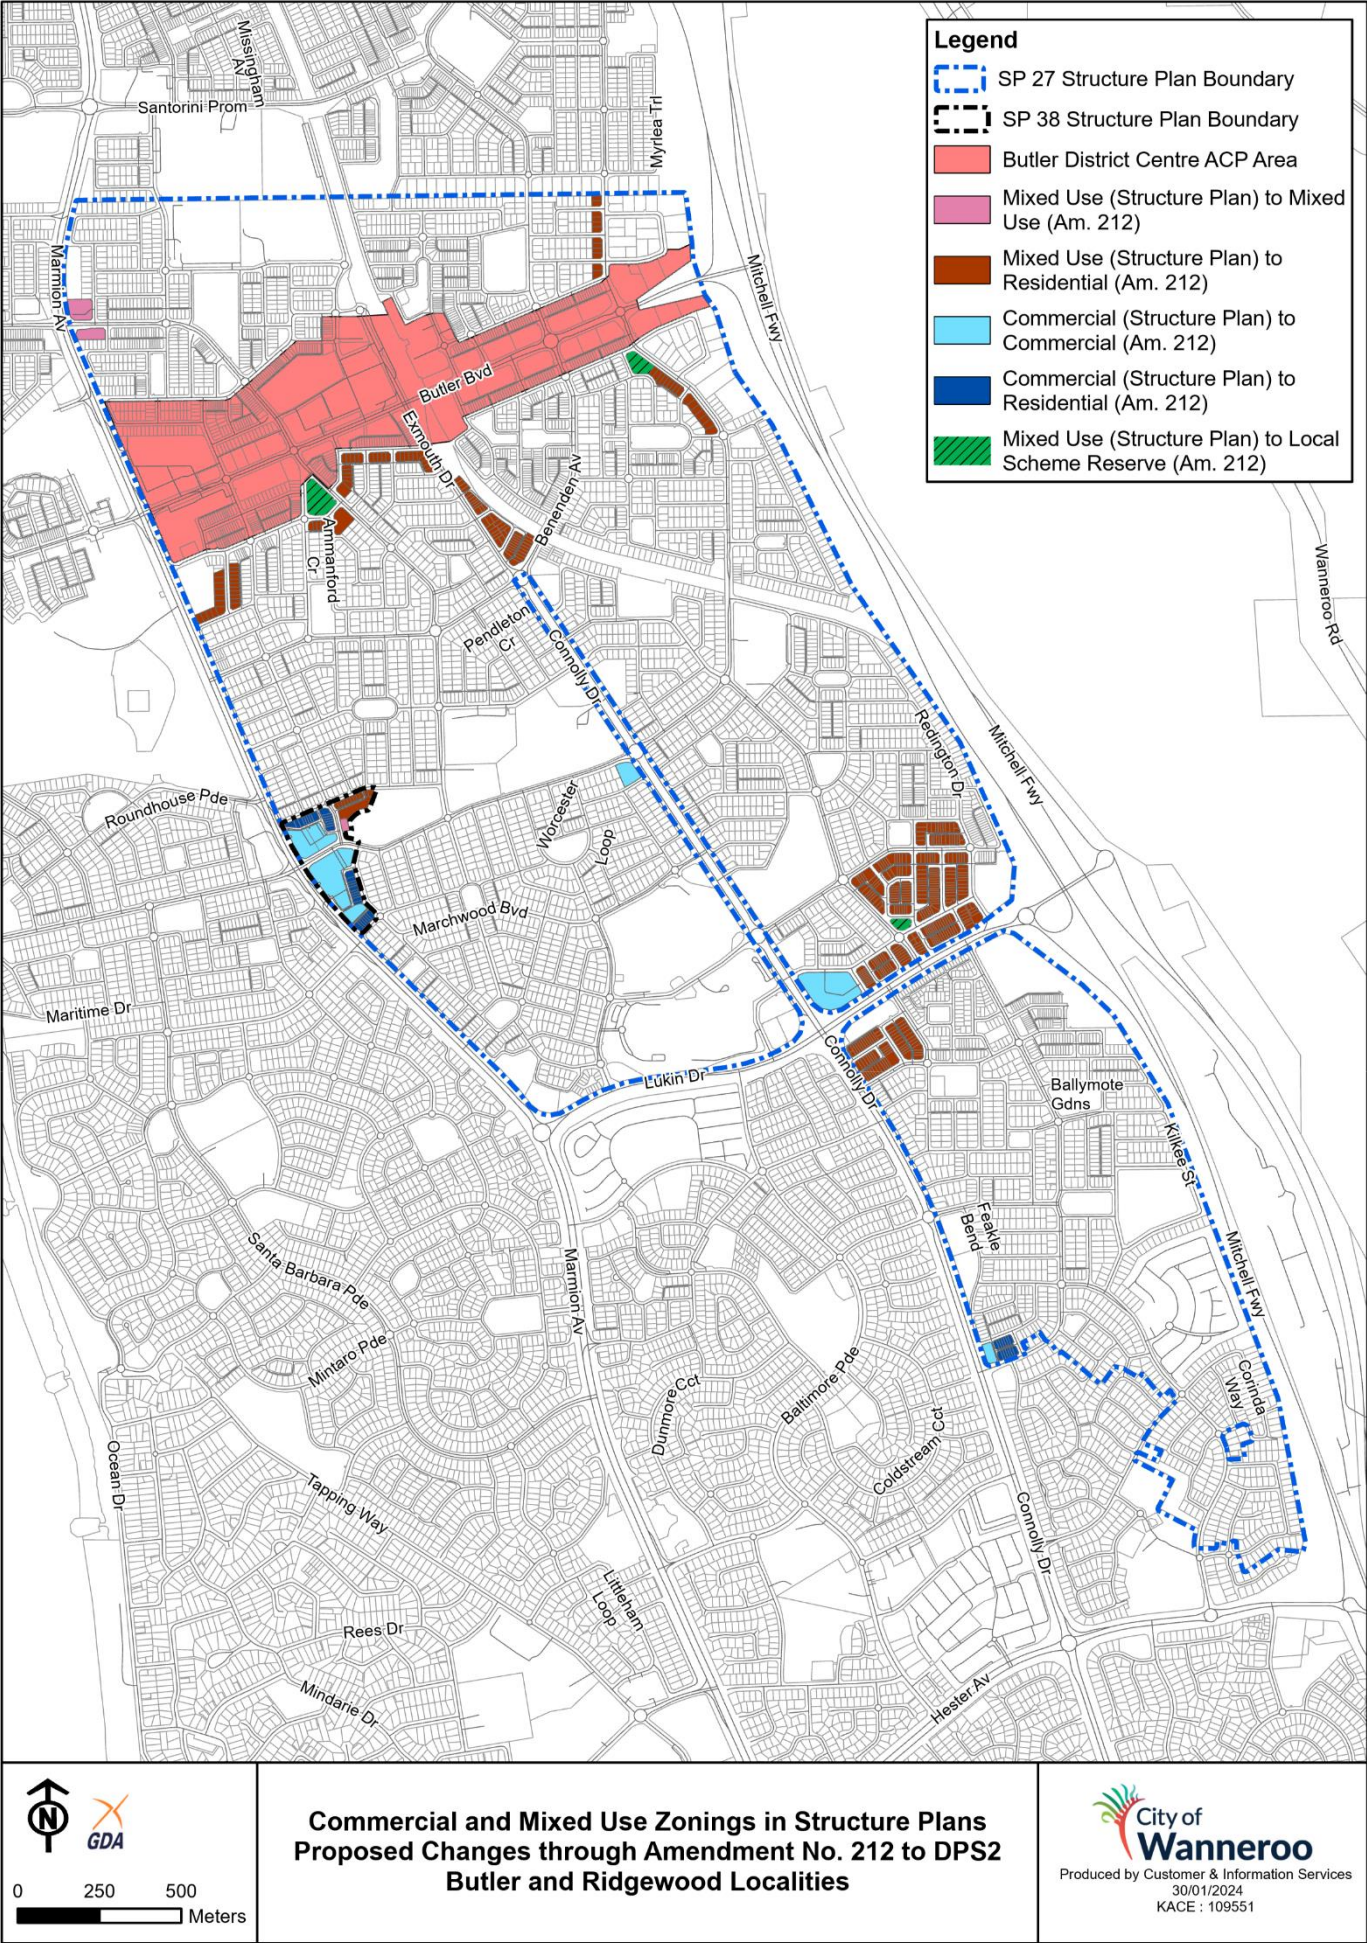 Missingham
Av
Santorini Prom
Myrlea Trl
Legend
SP 27 Structure Plan Boundary
SP 38 Structure Plan Boundary
Butler District Centre ACP Area
Mixed Use (Structure Plan) to Mixed
Use (Am. 212)
Mixed Use (Structure Plan) to
Residential (Am. 212)
Commercial (Structure Plan) to
Commercial (Am. 212)
Commercial (Structure Plan) to
Residential (Am. 212)
Mixed Use (Structure Plan) to Local
Scheme Reserve (Am. 212)
Marmion Av
Mitchell Fwy
Butler Bvd
Exmouth Dr
Benenden Av
Ammanford
Cr
Wanneroo Rd
Pendleton
Cr
Connolly Dr
Redington Dr
Mitchell Fwy
Roundhouse Pde
Worcester
Loop
Marchwood Bvd
Maritime Dr
Lukin Dr
Connolly Dr
Ballymote
Gdns
Kilkee St
Feakle
Bend
Santa Barbara Pde
Marmion Av
Mitchell Fwy
Mintaro Pde
Baltimore Pde
Dunmore Cct
Corinda
Way
Coldstream Cct
Ocean Dr
Tapping Way
Connolly Dr
Littleham
Loop
Rees Dr
Mindarie Dr
Hester Av
N
GDA
0 250 500
Meters
Commercial and Mixed Use Zonings in Structure Plans
Proposed Changes through Amendment No. 212 to DPS2
Butler and Ridgewood Localities
City of
Wanneroo
Produced by Customer & Information Services
30/01/2024
KACE : 109551